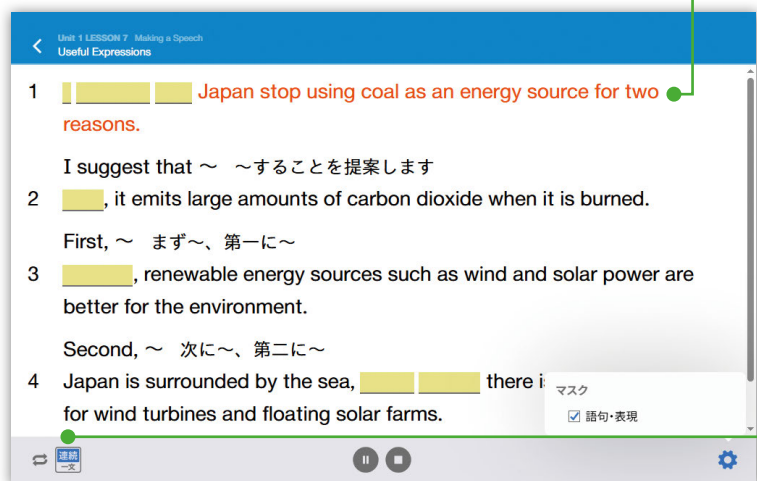 Unit 1 LESSON 7 Making a Speech
Useful Expressions
1 Japan stop using coal as an energy source for two
reasons.
I suggest that ～ ～することを提案します
2 , it emits large amounts of carbon dioxide when it is burned.
First, ～ まず～、第一に～
3 , renewable energy sources such as wind and solar power are
better for the environment.
Second, ～ 次に～、第二に～
4 Japan is surrounded by the sea, there
for wind turbines and floating solar farms.
マスク
語句・表現
連続
一文